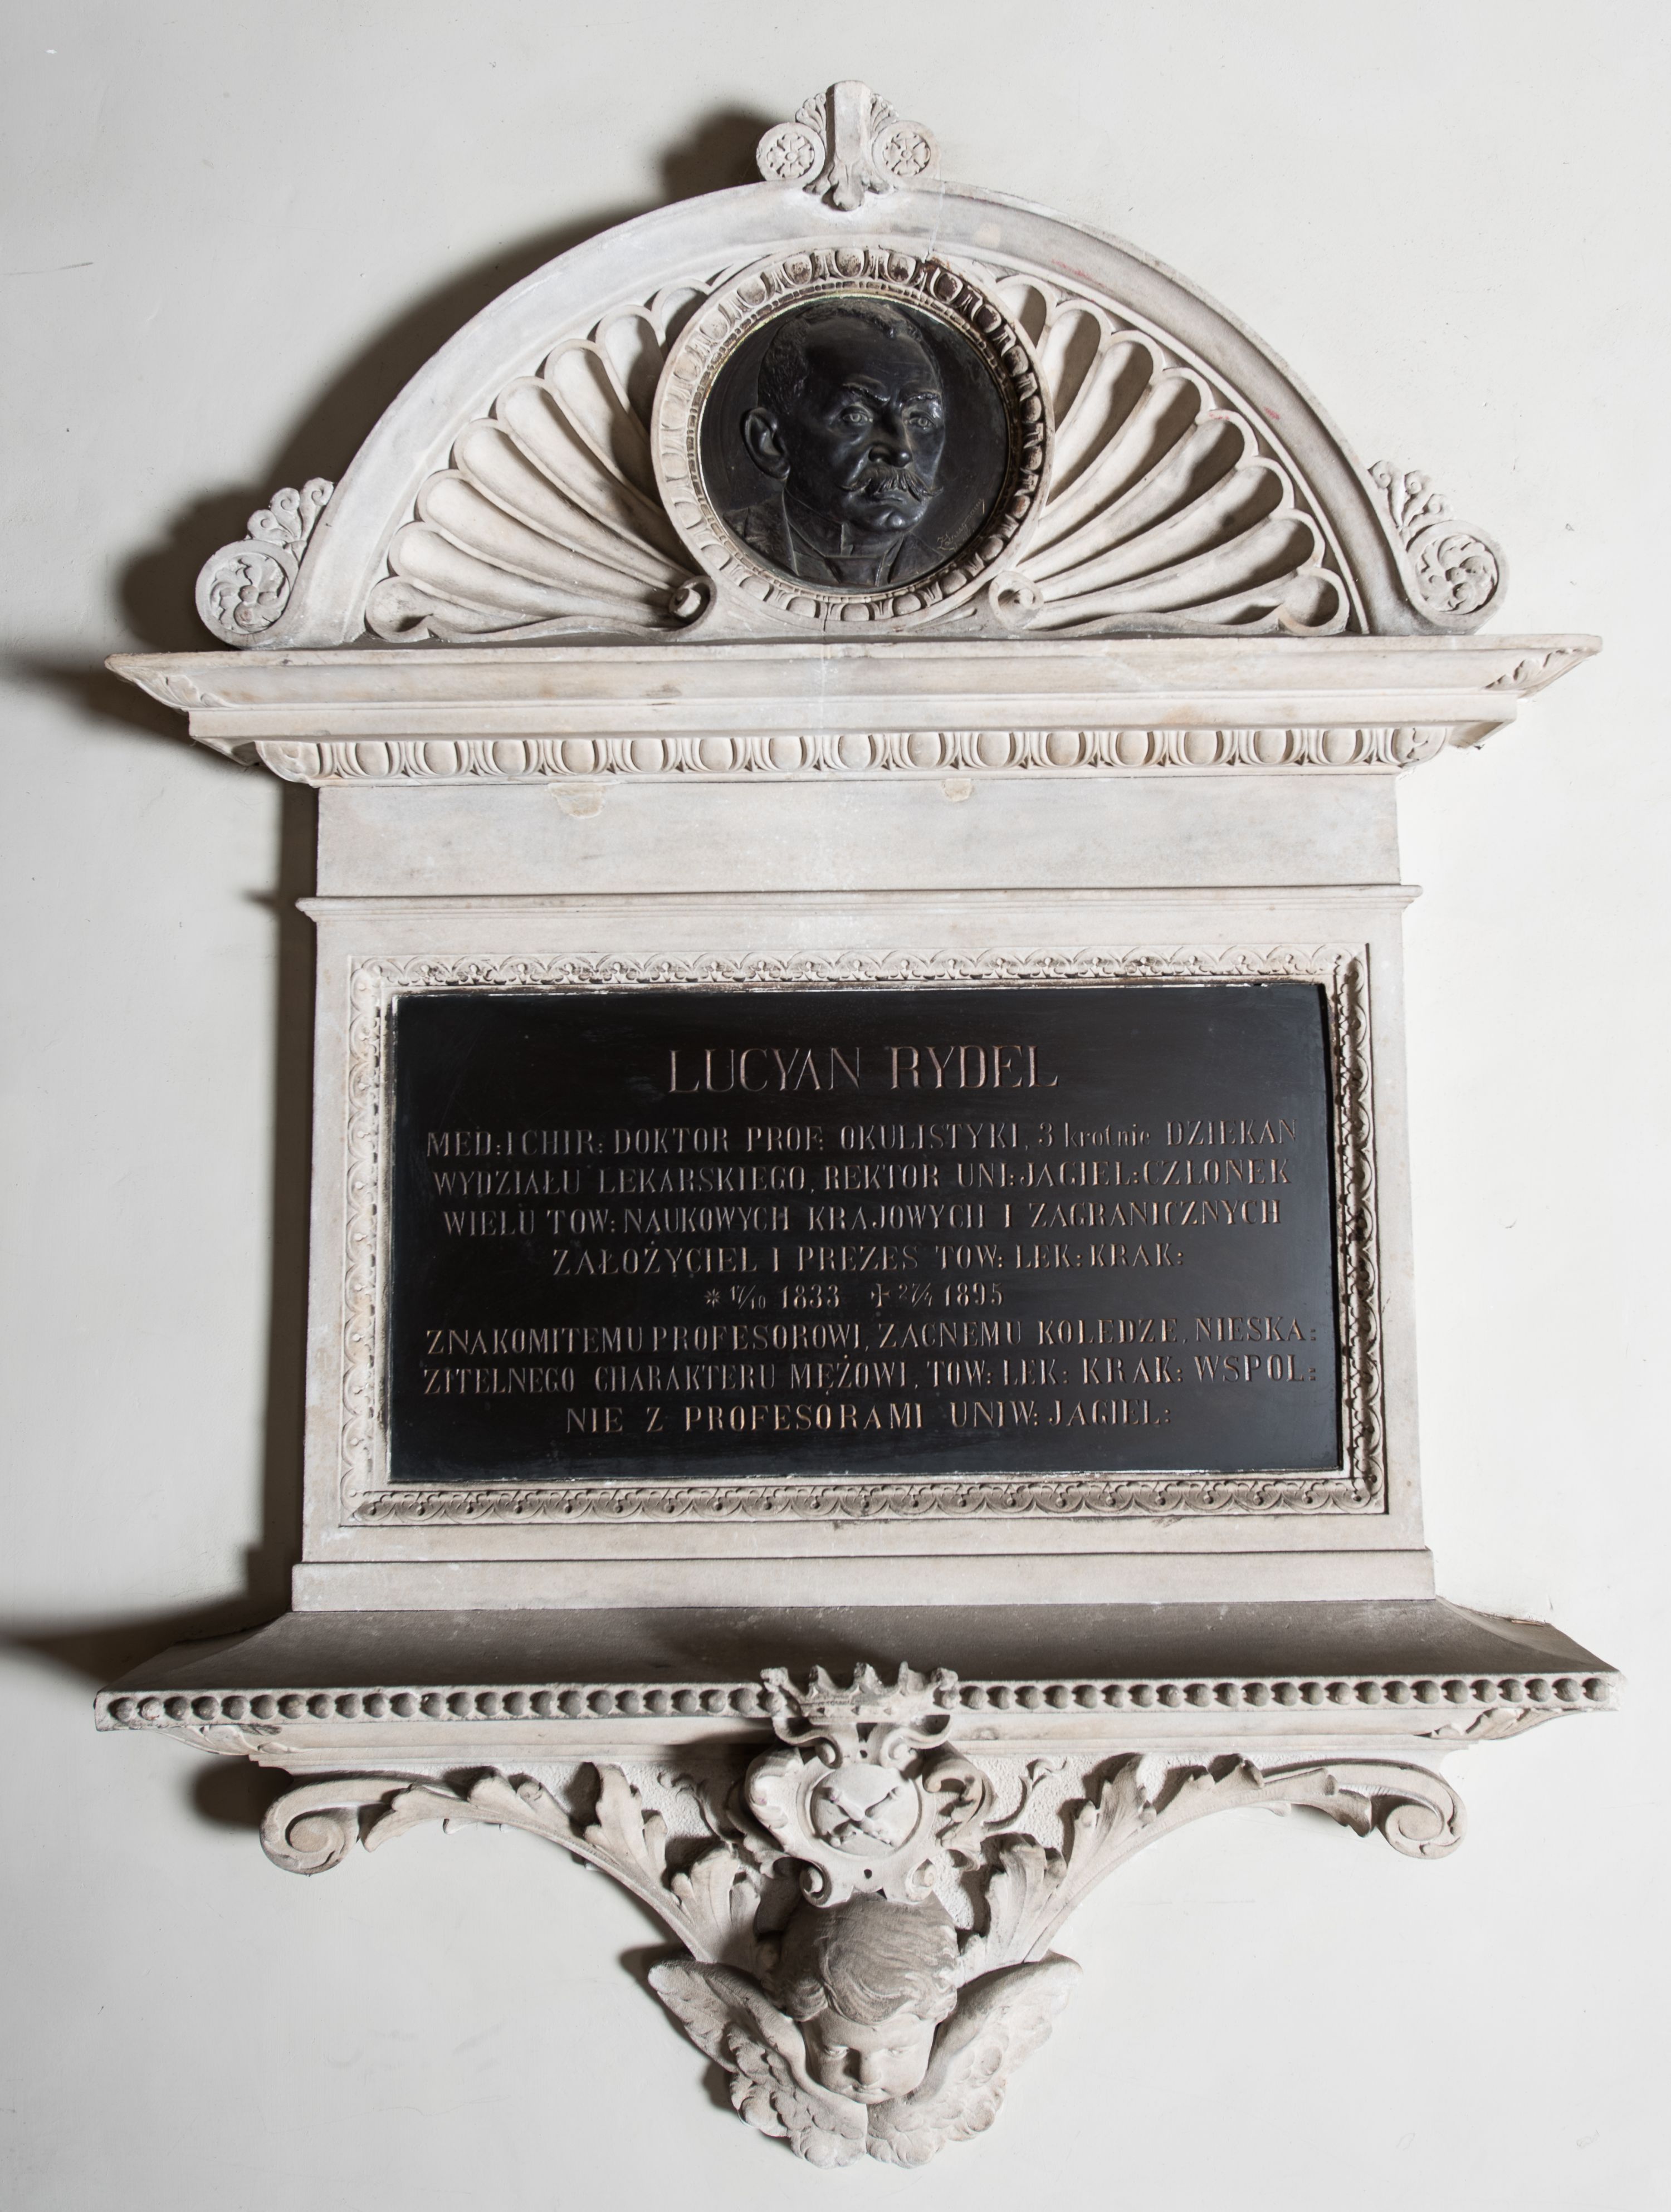 LUCYAN RYDEL
MED: I CHIR: DOKTOR PROF: OKULISTYKI, 3 krotnie DZIEKAN
WYDZIAŁU LEKARSKIEGO, REKTOR UNI: JAGIEL: CZŁONEK
WIELU TOW: NAUKOWYCH KRAJOWYCH I ZAGRANICZNYCH
ZAŁOŻYCIEL I PREZES TOW: LEK: KRAK:
* 17/10 1833 ✝ 27/4 1895
ZNAKOMITEMU PROFESOROWI, ZACNEMU KOLEDZE, NIESKA:
ZITELNEGO CHARAKTERU MĘŻOWI, TOW: LEK: KRAK: WSPOL:
NIE Z PROFESORAMI UNIW: JAGIEL: